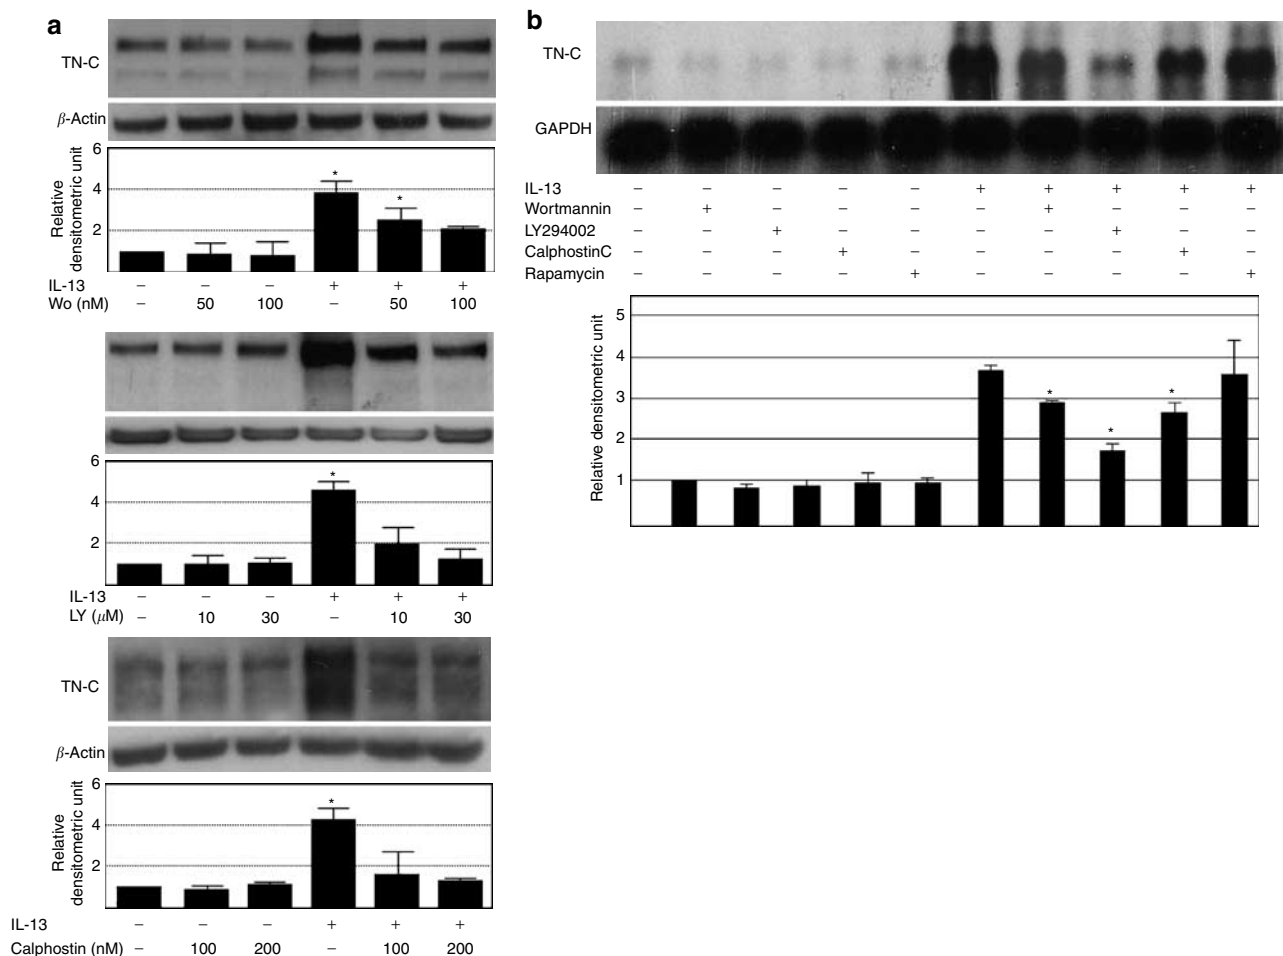 a
TN-C
β-Actin
Relative densitometric unit
6
4
2
*
*
IL-13 – – – + + +
Wo (nM) – 50 100 – 50 100
6
4
2
*
IL-13 – – – + + +
LY (μM) – 10 30 – 10 30
TN-C
β-Actin
Relative densitometric unit
6
4
2
*
IL-13 – – – + + +
Calphostin (nM) – 100 200 – 100 200
b
TN-C
GAPDH
IL-13 – – – – – + + + + +
Wortmannin – + – – – – + – – –
LY294002 – – + – – – – + – –
CalphostinC – – – + – – – – + –
Rapamycin – – – – + – – – – +
Relative densitometric unit
5
4
3
2
1
*
*
*